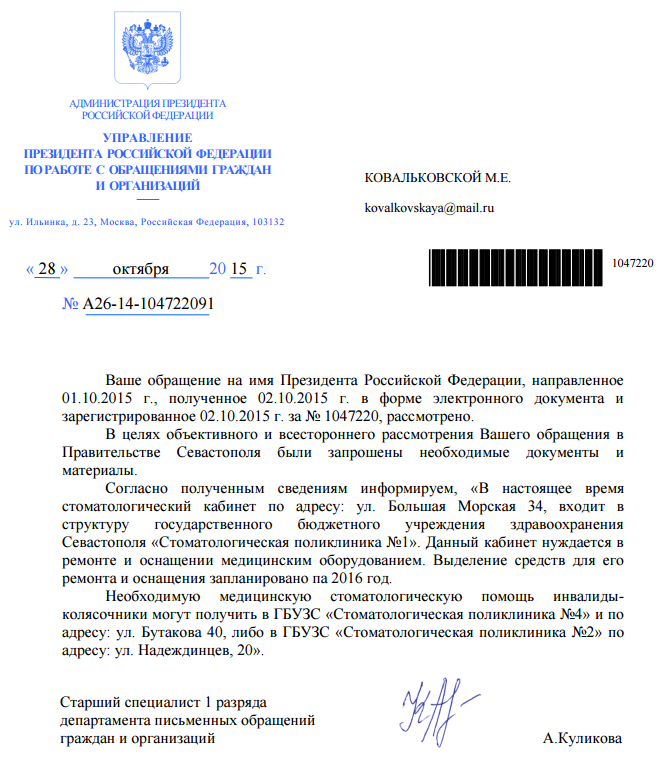 АДМИНИСТРАЦИЯ ПРЕЗИДЕНТА
РОССИЙСКОЙ ФЕДЕРАЦИИ
УПРАВЛЕНИЕ
ПРЕЗИДЕНТА РОССИЙСКОЙ ФЕДЕРАЦИИ
ПО РАБОТЕ С ОБРАЩЕНИЯМИ ГРАЖДАН
И ОРГАНИЗАЦИЙ
ул. Ильинка, д. 23, Москва, Российская Федерация, 103132
« 28 » октября 20 15 г.
№ А26-14-104722091
КОВАЛЬКОВСКОЙ М.Е.
kovalkovskaya@mail.ru
1047220
Ваше обращение на имя Президента Российской Федерации, направленное
01.10.2015 г., полученное 02.10.2015 г. в форме электронного документа и
зарегистрированное 02.10.2015 г. за № 1047220, рассмотрено.
В целях объективного и всестороннего рассмотрения Вашего обращения в
Правительстве Севастополя были запрошены необходимые документы и
материалы.
Согласно полученным сведениям информируем, «В настоящее время
стоматологический кабинет по адресу: ул. Большая Морская 34, входит в
структуру государственного бюджетного учреждения здравоохранения
Севастополя «Стоматологическая поликлиника №1». Данный кабинет нуждается в
ремонте и оснащении медицинским оборудованием. Выделение средств для его
ремонта и оснащения запланировано па 2016 год.
Необходимую медицинскую стоматологическую помощь инвалиды-
колясочники могут получить в ГБУЗС «Стоматологическая поликлиника №4» и по
адресу: ул. Бутакова 40, либо в ГБУЗС «Стоматологическая поликлиника №2» по
адресу: ул. Надеждинцев, 20».
Старший специалист 1 разряда
департамента письменных обращений
граждан и организаций
А.Куликова